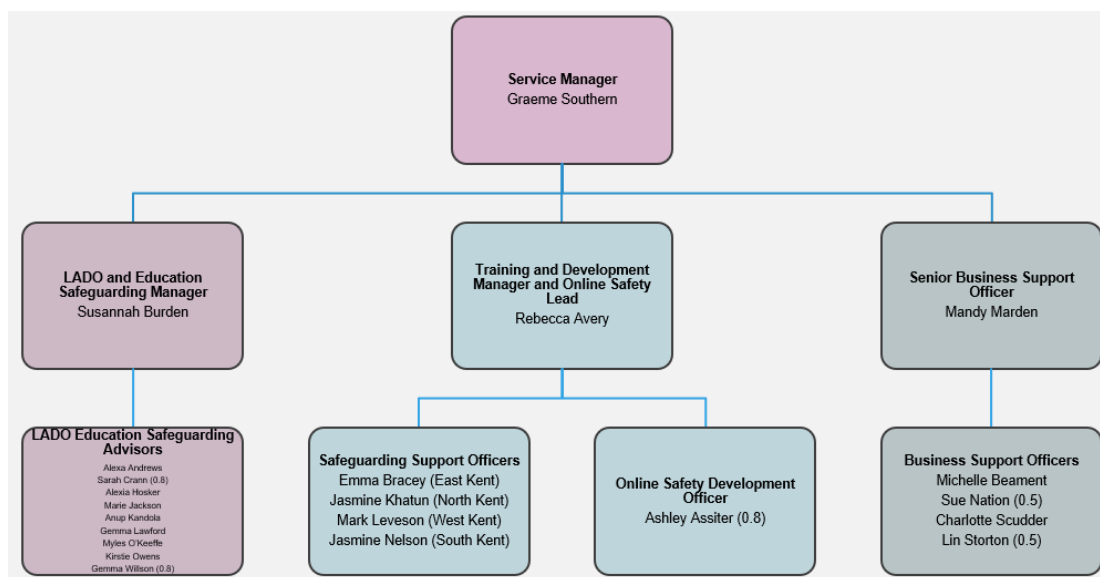 Service Manager
Graeme Southern
LADO and Education
Safeguarding Manager
Susannah Burden
Training and Development
Manager and Online Safety
Lead
Rebecca Avery
Senior Business Support
Officer
Mandy Marden
LADO Education Safeguarding
Advisors
Alexa Andrews
Sarah Crann (0.8)
Alexia Hosker
Marie Jackson
Anup Kandola
Gemma Lawford
Myles O'Keeffe
Kirstie Owens
Gemma Willson (0.8)
Safeguarding Support Officers
Emma Bracey (East Kent)
Jasmine Khatun (North Kent)
Mark Leveson (West Kent)
Jasmine Nelson (South Kent)
Online Safety Development
Officer
Ashley Assiter (0.8)
Business Support Officers
Michelle Beament
Sue Nation (0.5)
Charlotte Scudder
Lin Storton (0.5)